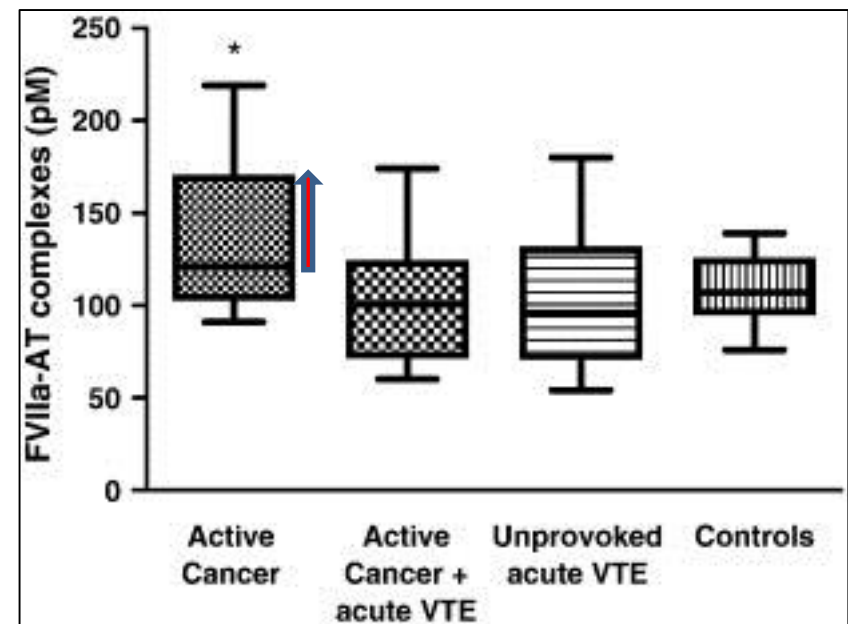 FVIIa-AT complexes (pM)
250
*
200
150
100
50
0
Active
Cancer
Active
Cancer +
acute VTE
Unprovoked
acute VTE
Controls